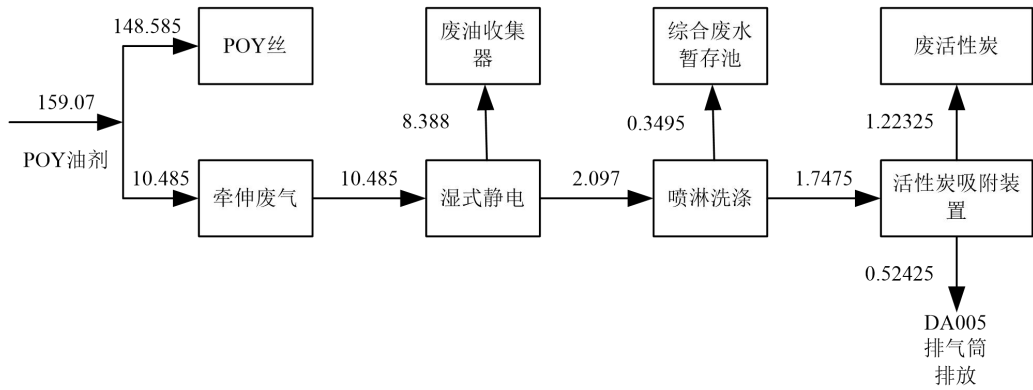 148.585
POY丝
废油收集
器
综合废水
暂存池
废活性炭
159.07
8.388
0.3495
1.22325
POY油剂
10.485
牵伸废气
10.485
湿式静电
2.097
喷淋洗涤
1.7475
活性炭吸附装
置
0.52425
DA005
排气筒
排放